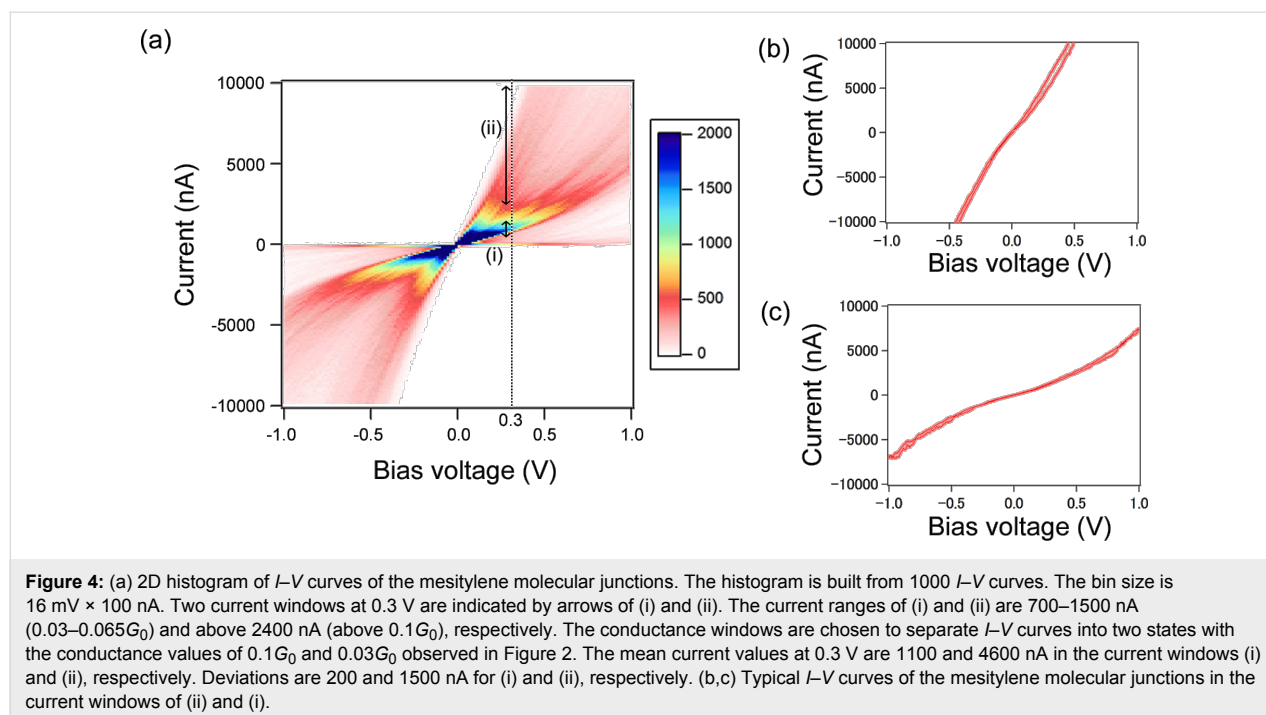 (a)
Current (nA)
10000
5000
0
-5000
-10000
-1.0
-0.5
0.0
0.3
0.5
1.0
Bias voltage (V)
(ii)
(i)
2000
1500
1000
500
0
(b)
Current (nA)
10000
5000
0
−5000
−10000
−1.0
−0.5
0.0
0.5
1.0
Bias voltage (V)
(c)
Current (nA)
10000
5000
0
−5000
−10000
−1.0
−0.5
0.0
0.5
1.0
Bias voltage (V)
Figure 4: (a) 2D histogram of I–V curves of the mesitylene molecular junctions. The histogram is built from 1000 I–V curves. The bin size is
16 mV × 100 nA. Two current windows at 0.3 V are indicated by arrows of (i) and (ii). The current ranges of (i) and (ii) are 700–1500 nA
(0.03–0.065G₀) and above 2400 nA (above 0.1G₀), respectively. The conductance windows are chosen to separate I–V curves into two states with
the conductance values of 0.1G₀ and 0.03G₀ observed in Figure 2. The mean current values at 0.3 V are 1100 and 4600 nA in the current windows (i)
and (ii), respectively. Deviations are 200 and 1500 nA for (i) and (ii), respectively. (b,c) Typical I–V curves of the mesitylene molecular junctions in the
current windows of (ii) and (i).